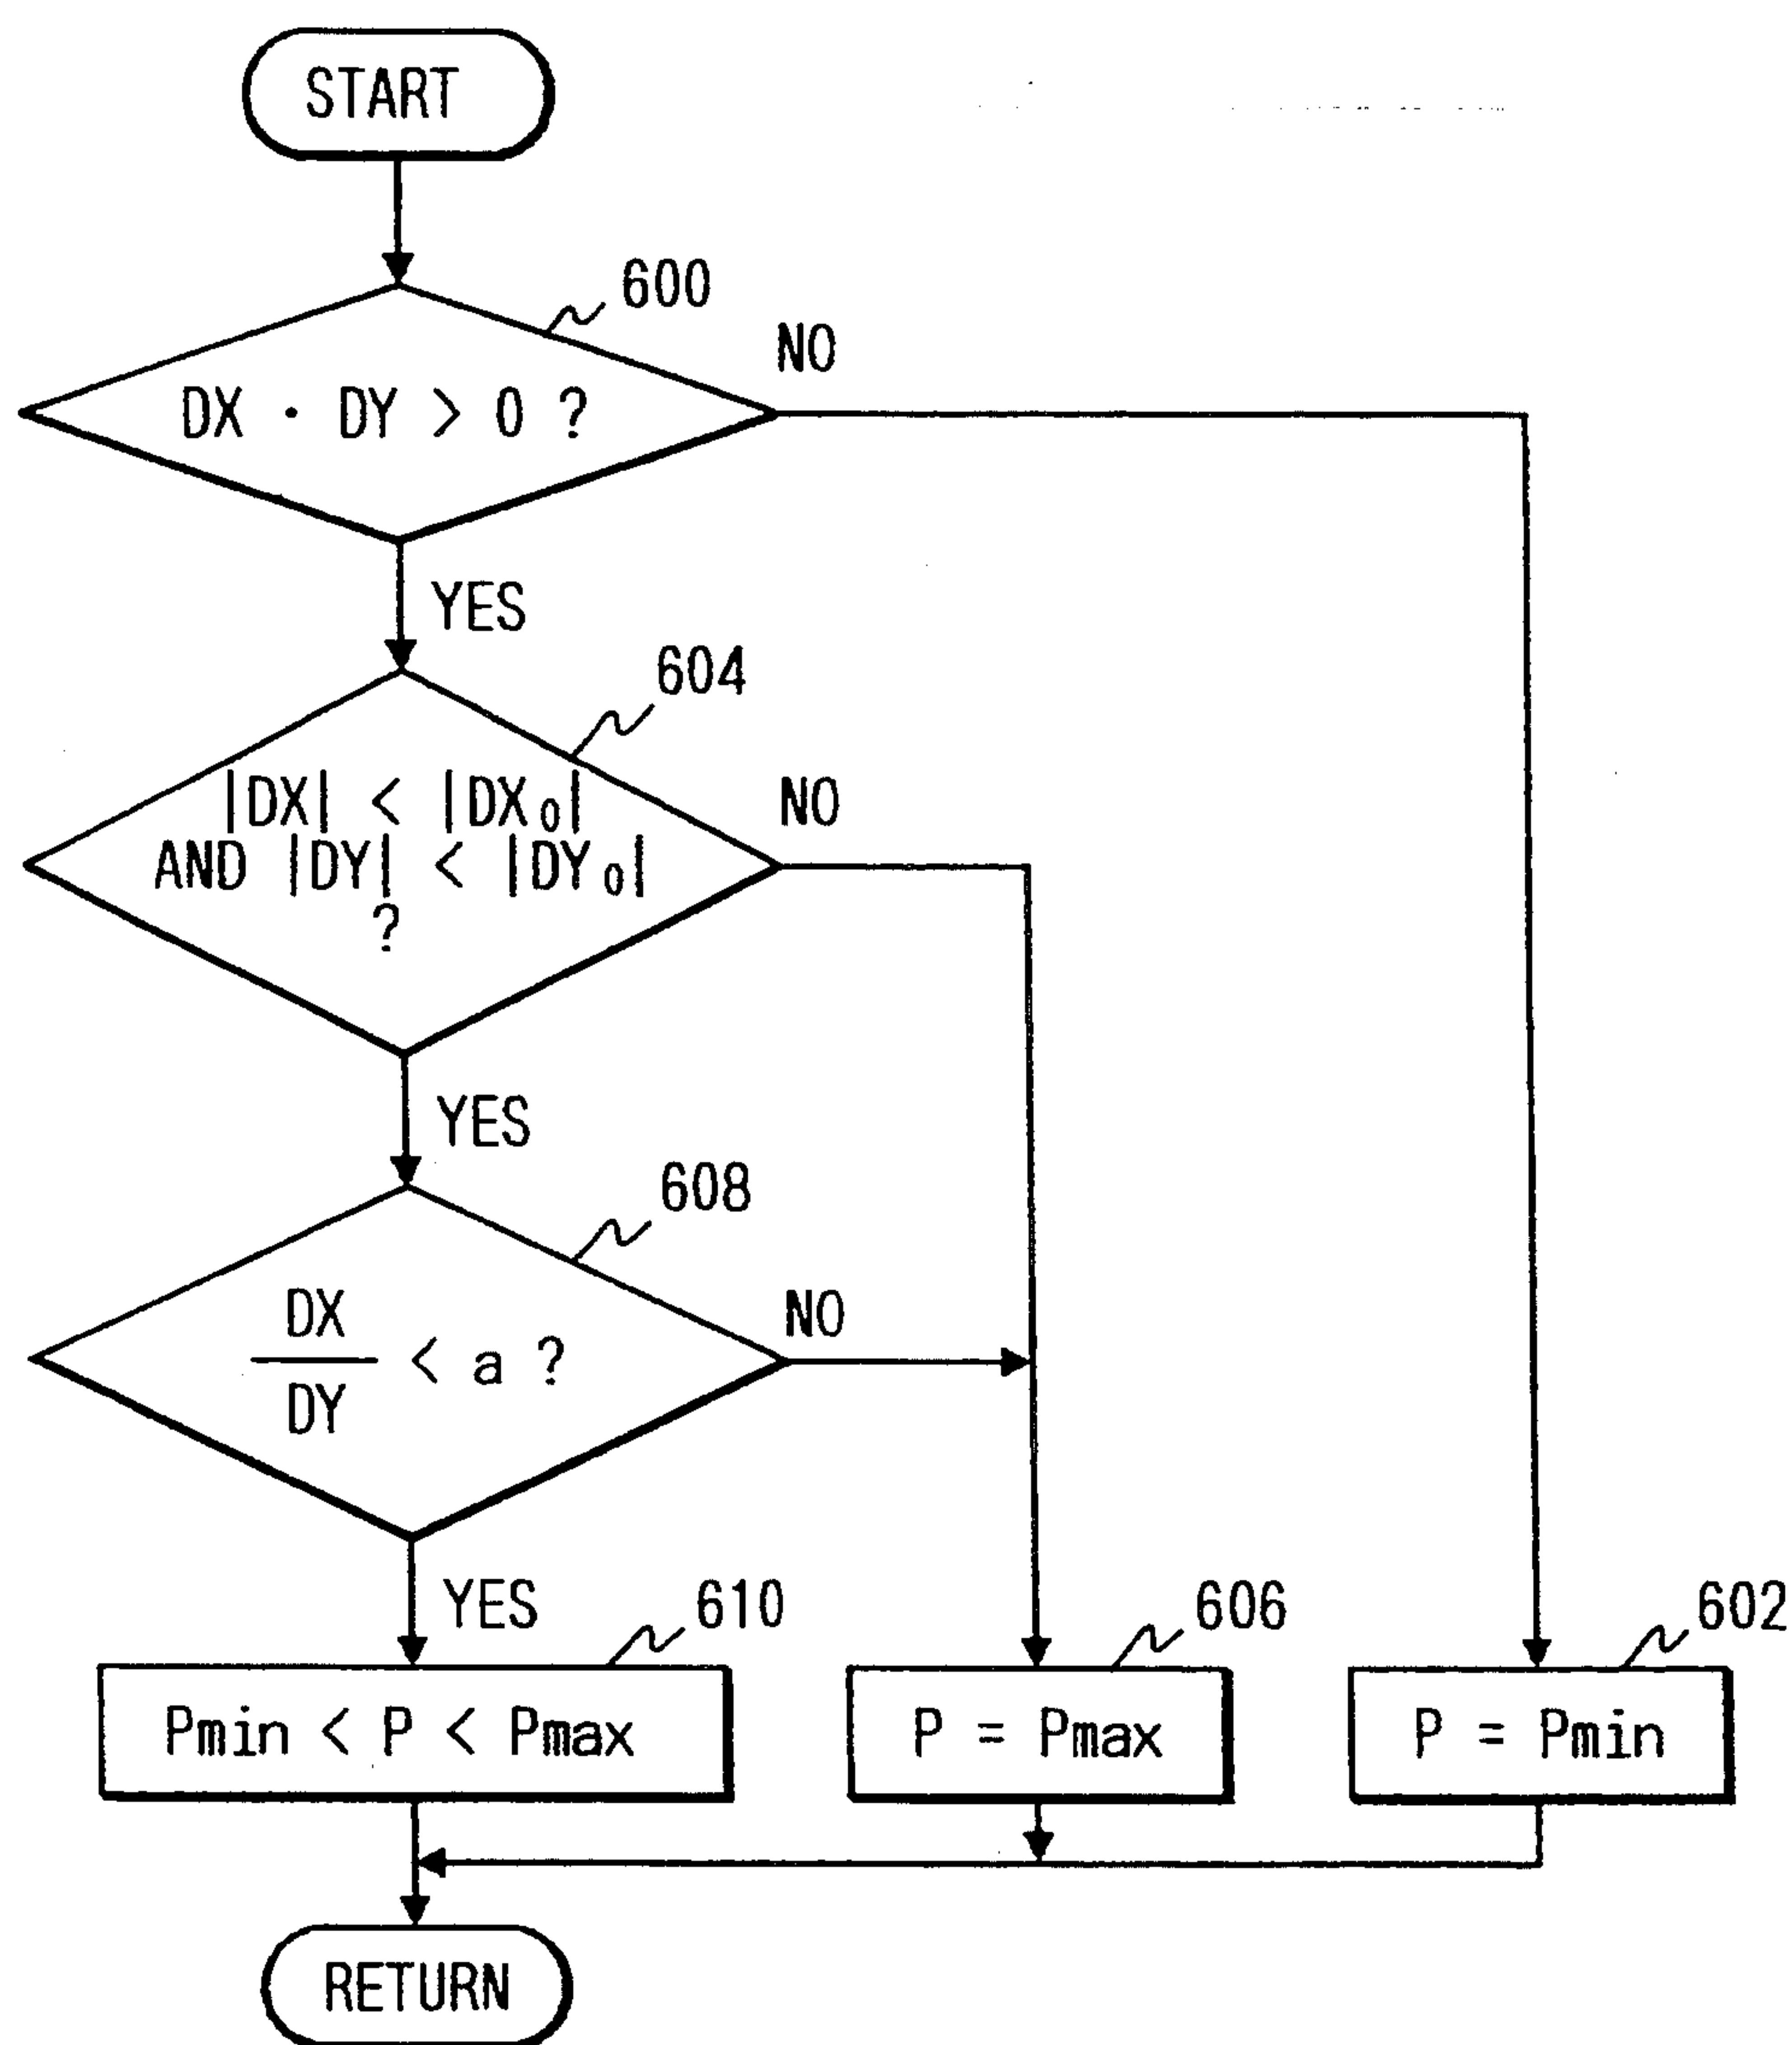 START
600
NO
DX · DY > 0 ?
YES
604
|DX| < |DX₀|
NO
AND |DY| < |DY₀|
?
YES
608
DX
NO
< a ?
DY
YES
610
606
602
Pmin < P < Pmax
P = Pmax
P = Pmin
RETURN